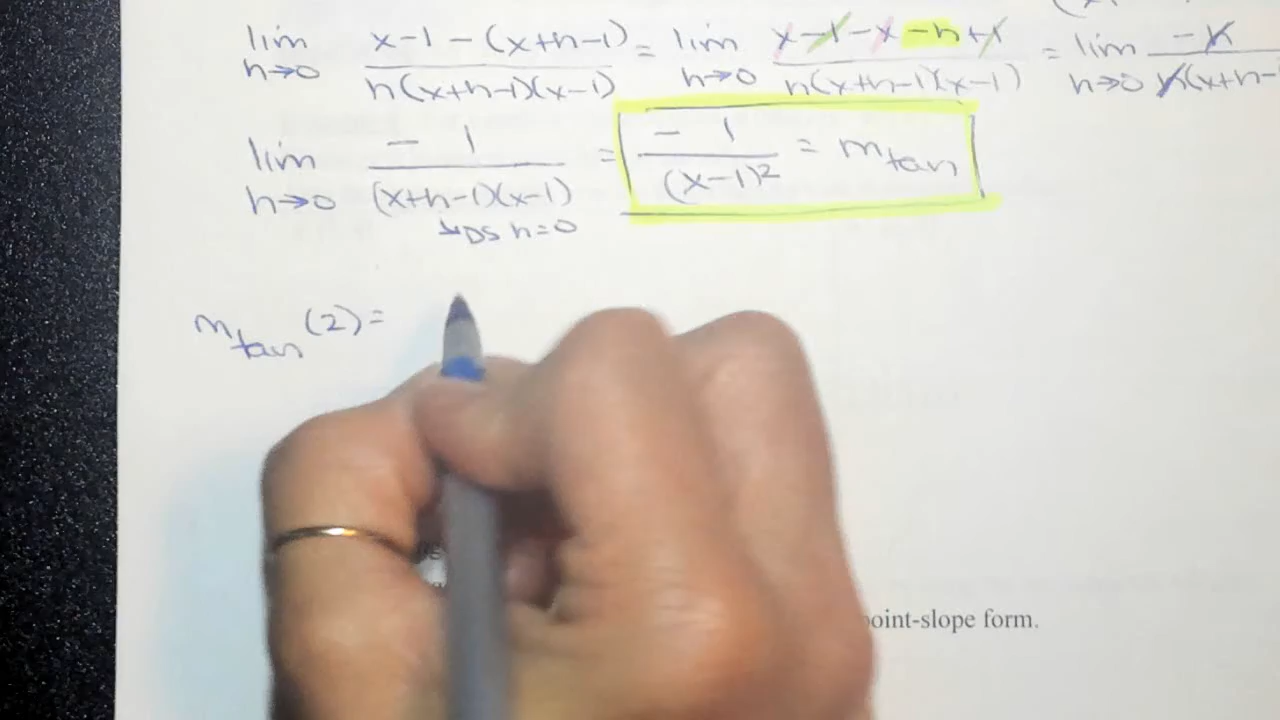 lim h→0 x-1-(x+h-1) / h(x+h-1)(x-1) = lim h→0 x-1-x-h+1 / h(x+h-1)(x-1) = lim h→0 -h / h(x+h-
lim h→0 -1 / (x+h-1)(x-1) = -1 / (x-1)² = m tan
↳DS h=0
m tan (2)=
oint-slope form.